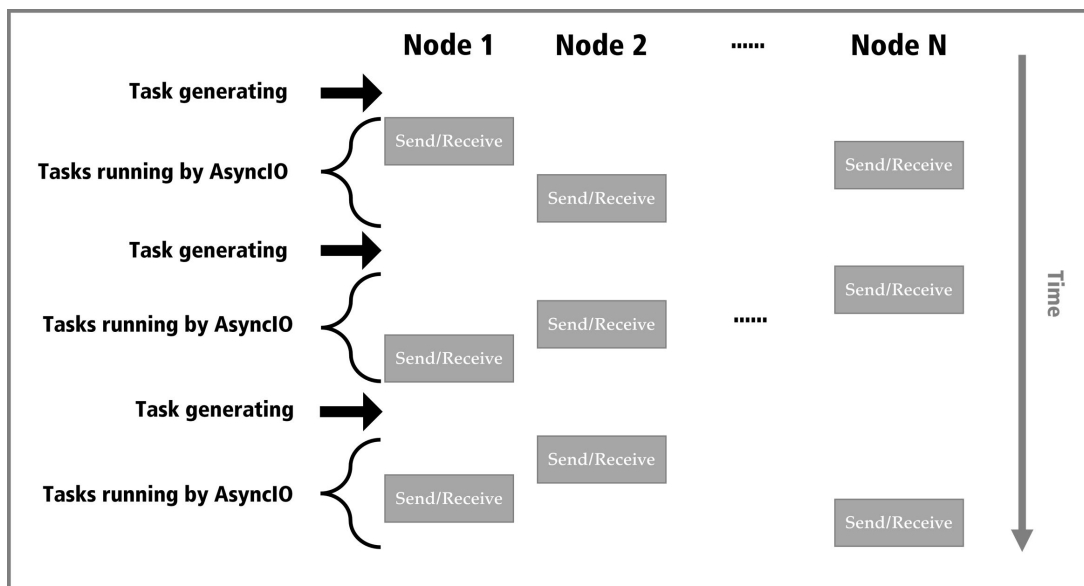 Node 1 Node 2 ...... Node N
Task generating
Send/Receive
Send/Receive
Tasks running by AsyncIO
Send/Receive
Task generating
Send/Receive
Send/Receive
Tasks running by AsyncIO
......
Send/Receive
Time
Task generating
Send/Receive
Send/Receive
Tasks running by AsyncIO
Send/Receive